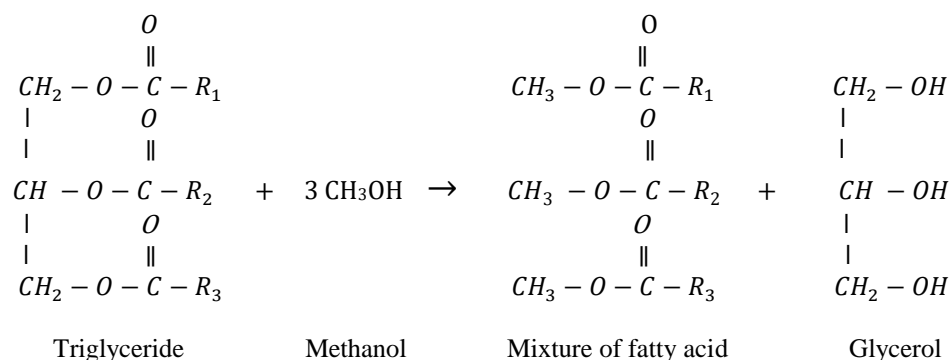 O O
‖ ‖
CH₂ − O − C − R₁ CH₃ − O − C − R₁ CH₂ − OH
| O O |
| ‖ ‖ |
CH − O − C − R₂ + 3 CH₃OH → CH₃ − O − C − R₂ + CH − OH
| O O |
| ‖ ‖ |
CH₂ − O − C − R₃ CH₃ − O − C − R₃ CH₂ − OH
Triglyceride Methanol Mixture of fatty acid Glycerol